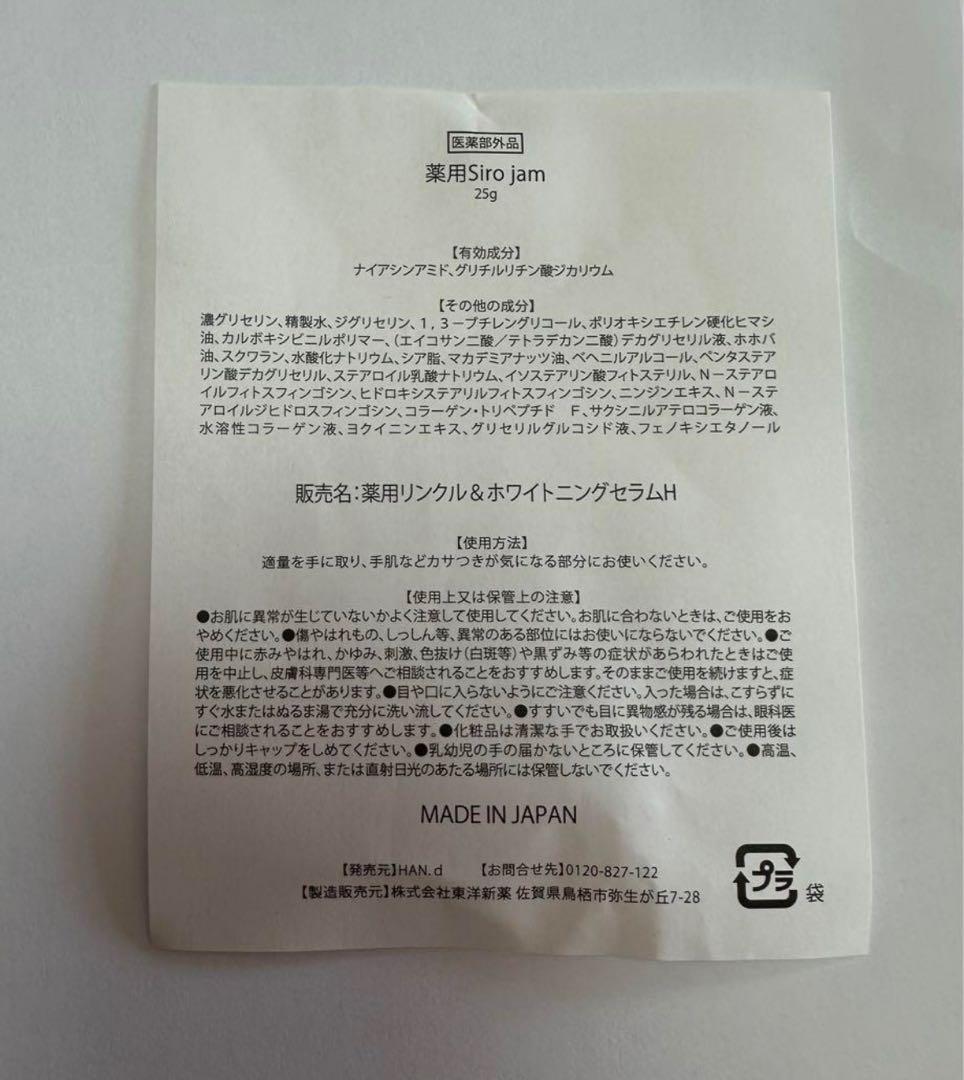 医薬部外品
薬用Siro jam
25g
【有効成分】
ナイアシンアミド、グリチルリチン酸ジカリウム
【その他の成分】
濃グリセリン、精製水、ジグリセリン、1,3－ブチレングリコール、ポリオキシエチレン硬化ヒマシ
油、カルボキシビニルポリマー、（エイコサン二酸／テトラデカン二酸）デカグリセリル液、ホホバ
油、スクワラン、水酸化ナトリウム、シア脂、マカデミアナッツ油、ベヘニルアルコール、ペンタステア
リン酸デカグリセリル、ステアロイル乳酸ナトリウム、イソステアリン酸フィトステリル、N－ステアロ
イルフィトスフィンゴシン、ヒドロキシステアリルフィトスフィンゴシン、ニンジンエキス、N－ステ
アロイルジヒドロスフィンゴシン、コラーゲン・トリペプチド　F、サクシニルアテロコラーゲン液、
水溶性コラーゲン液、ヨクイニンエキス、グリセリルグルコシド液、フェノキシエタノール
販売名：薬用リンクル＆ホワイトニングセラムH
【使用方法】
適量を手に取り、手肌などカサつきが気になる部分にお使いください。
【使用上又は保管上の注意】
●お肌に異常が生じていないかよく注意して使用してください。お肌に合わないときは、ご使用をお
やめください。●傷やはれもの、しっしん等、異常のある部位にはお使いにならないでください。●ご
使用中に赤みやはれ、かゆみ、刺激、色抜け（白斑等）や黒ずみ等の症状があらわれたときはご使
用を中止し、皮膚科専門医等へご相談されることをおすすめします。そのままご使用を続けますと、症
状を悪化させることがあります。●目や口に入らないようにご注意ください。入った場合は、こすらずに
すぐ水またはぬるま湯で充分に洗い流してください。●すすいでも目に異物感が残る場合は、眼科医
にご相談されることをおすすめします。●化粧品は清潔な手でお取扱いください。●ご使用後は
しっかりキャップをしめてください。●乳幼児の手の届かないところに保管してください。●高温、
低温、高湿度の場所、または直射日光のあたる場所には保管しないでください。
MADE IN JAPAN
【発売元】HAN.d　【お問合せ先】0120-827-122
【製造販売元】株式会社東洋新薬 佐賀県鳥栖市弥生が丘7-28
プラ
袋